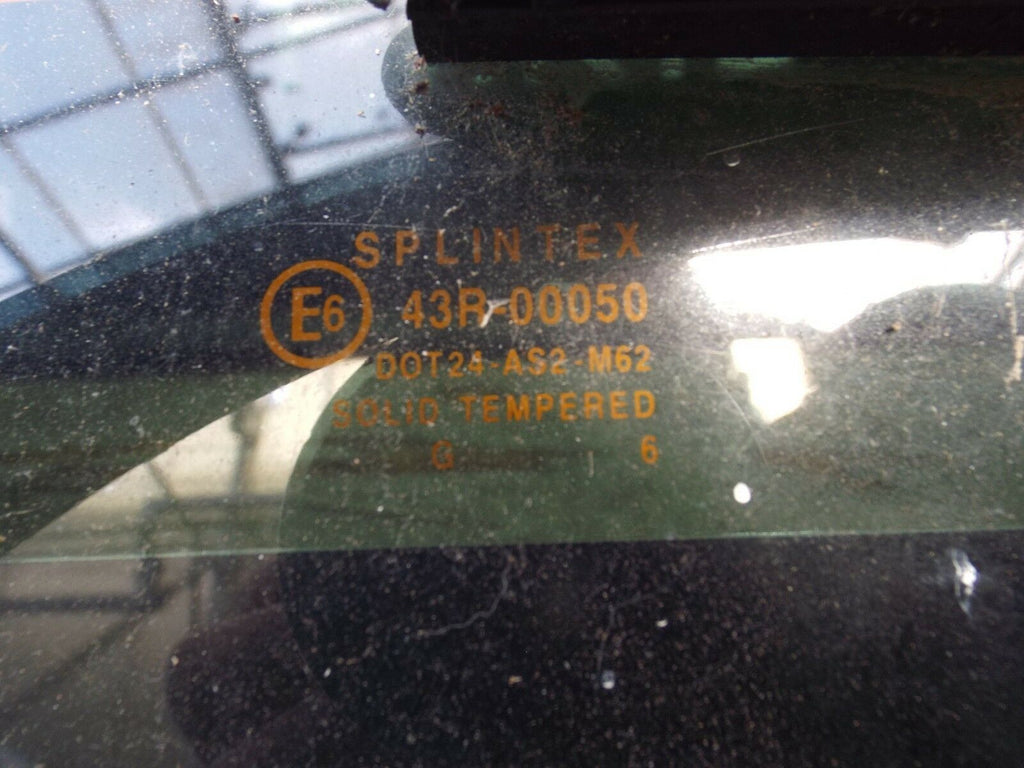 SPLINTEX
E6 43R-00050
DOT24-AS2-M62
SOLID TEMPERED
G 6